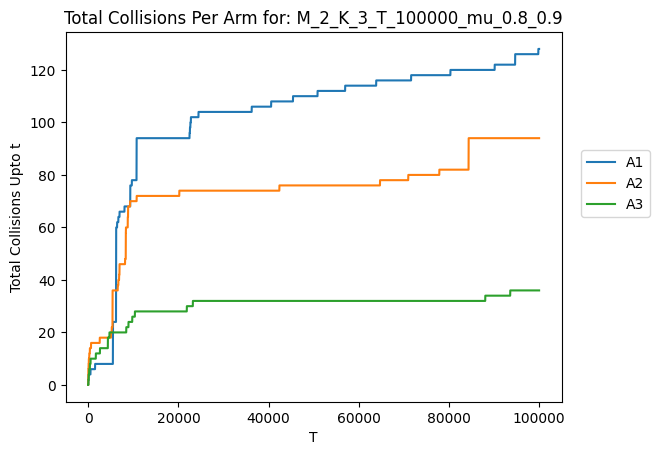 Total Collisions Per Arm for: M_2_K_3_T_100000_mu_0.8_0.9
Total Collisions Upto t
120
100
80
60
40
20
0
0 20000 40000 60000 80000 100000
T
A1
A2
A3